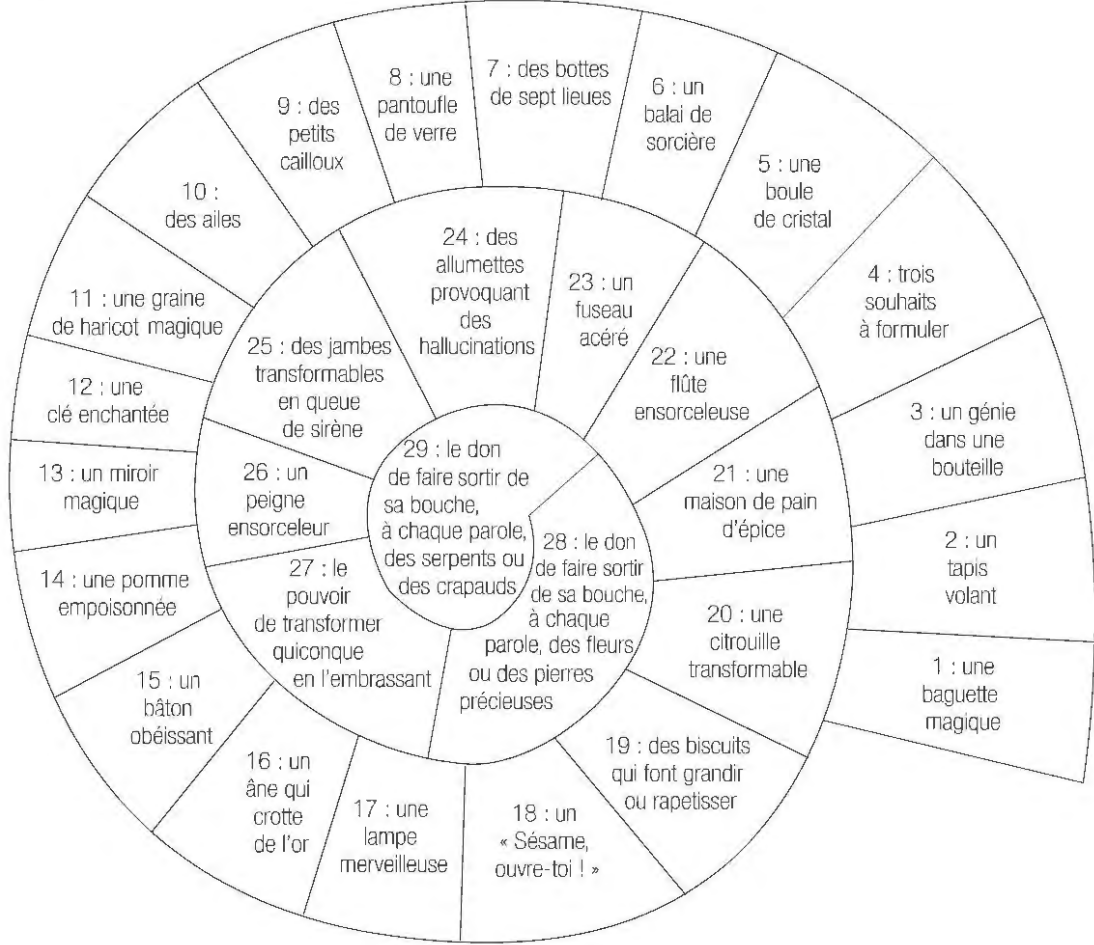 1 : une
baguette
magique
2 : un
tapis
volant
3 : un génie
dans une
bouteille
4 : trois
souhaits
à formuler
5 : une
boule
de cristal
6 : un
balai de
sorcière
7 : des bottes
de sept lieues
8 : une
pantoufle
de verre
9 : des
petits
cailloux
10 :
des ailes
11 : une graine
de haricot magique
12 : une
clé enchantée
13 : un miroir
magique
14 : une pomme
empoisonnée
15 : un
bâton
obéissant
16 : un
âne qui
crotte
de l'or
17 : une
lampe
merveilleuse
18 : un
« Sésame,
ouvre-toi ! »
19 : des biscuits
qui font grandir
ou rapetisser
20 : une
citrouille
transformable
21 : une
maison de pain
d'épice
22 : une
flûte
ensorceleuse
23 : un
fuseau
acéré
24 : des
allumettes
provoquant
des
hallucinations
25 : des jambes
transformables
en queue
de sirène
26 : un
peigne
ensorceleur
27 : le
pouvoir
de transformer
quiconque
en l'embrassant
28 : le don
de faire sortir
de sa bouche,
à chaque
parole, des fleurs
ou des pierres
précieuses
29 : le don
de faire sortir de
sa bouche,
à chaque parole,
des serpents ou
des crapauds